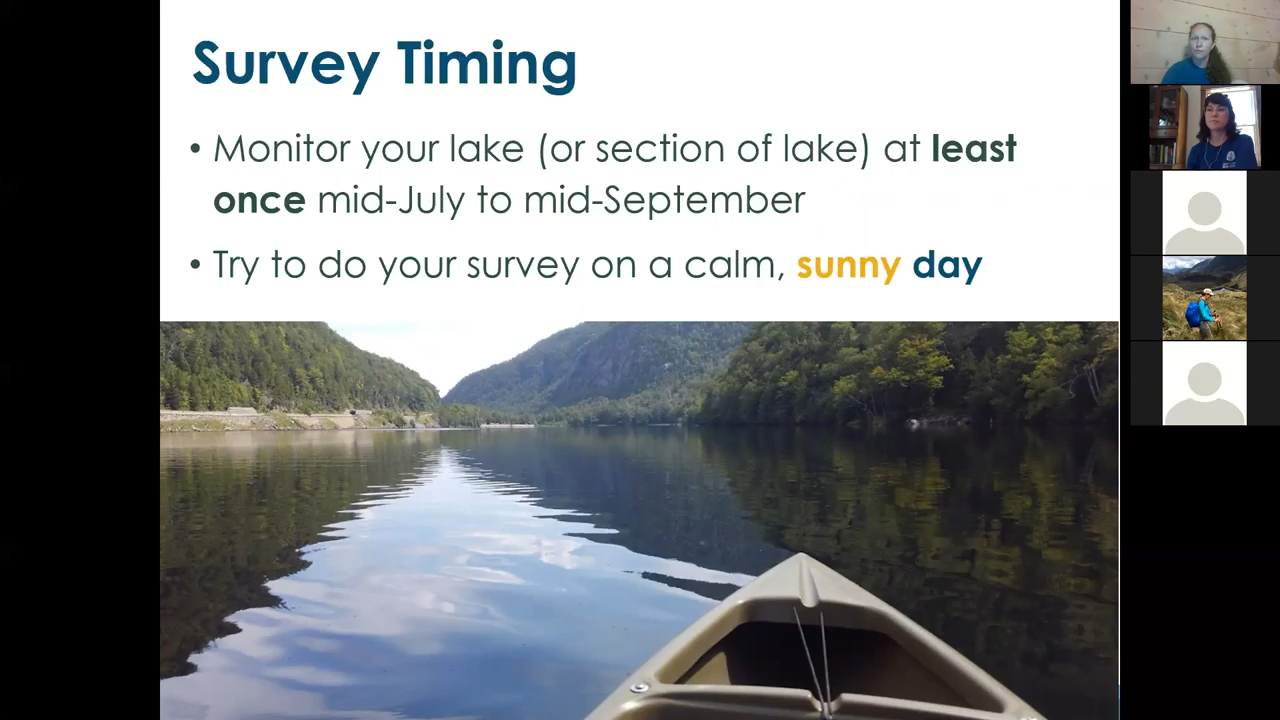 Survey Timing
• Monitor your lake (or section of lake) at least
once mid-July to mid-September
• Try to do your survey on a calm, sunny day